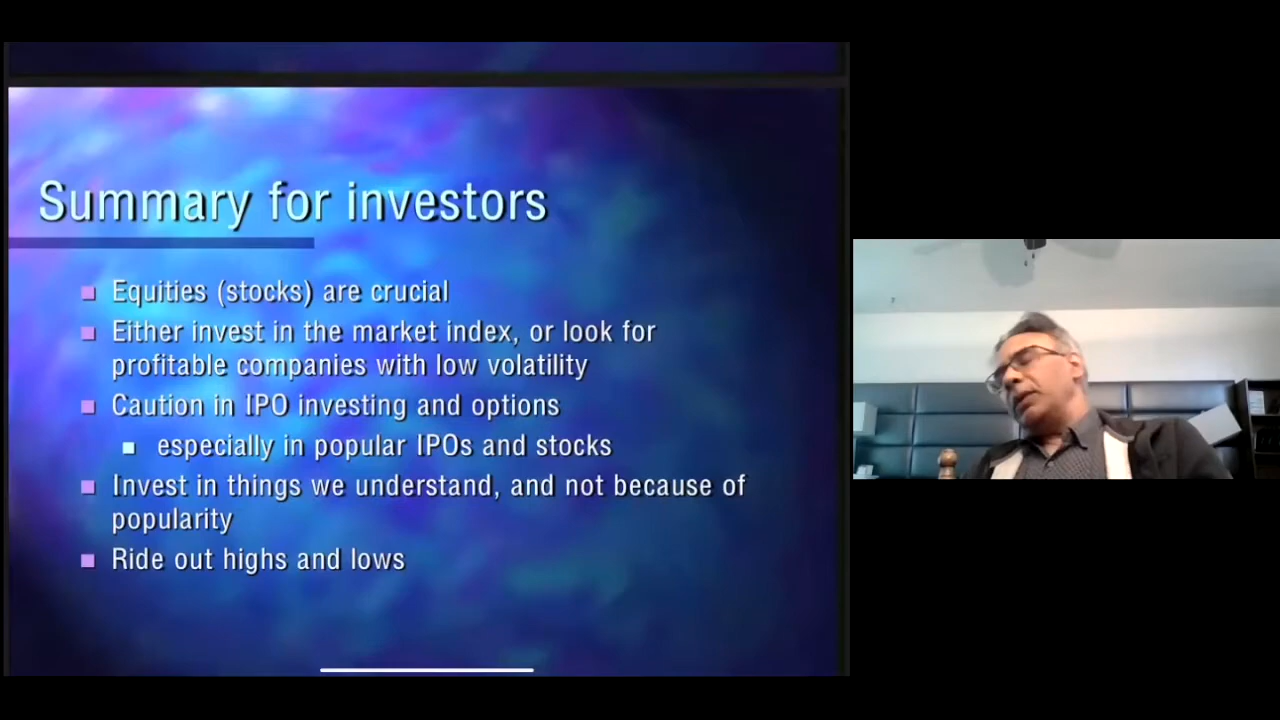 Summary for investors
Equities (stocks) are crucial
Either invest in the market index, or look for
profitable companies with low volatility
Caution in IPO investing and options
especially in popular IPOs and stocks
Invest in things we understand, and not because of
popularity
Ride out highs and lows